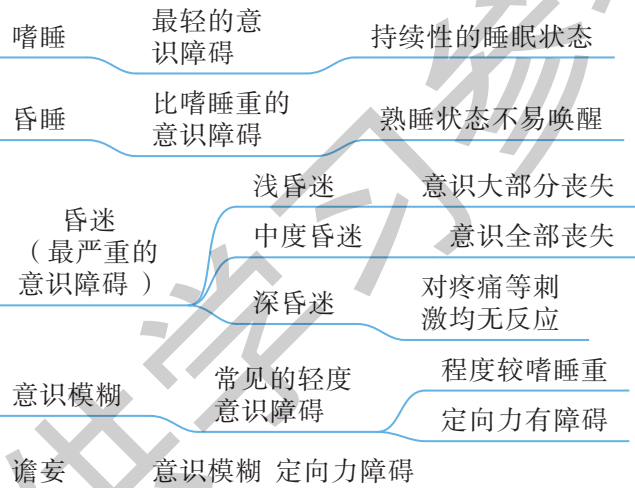 嗜睡
最轻的意
识障碍
持续性的睡眠状态
昏睡
比嗜睡重的
意识障碍
熟睡状态不易唤醒
昏迷
（最严重的
意识障碍）
浅昏迷
意识大部分丧失
中度昏迷
意识全部丧失
深昏迷
对疼痛等刺
激均无反应
意识模糊
常见的轻度
意识障碍
程度较嗜睡重
定向力有障碍
谵妄
意识模糊 定向力障碍
供学习参